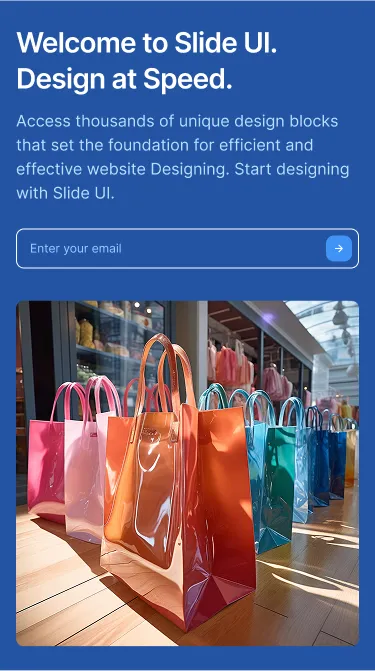 Welcome to Slide UI.
Design at Speed.
Access thousands of unique design blocks
that set the foundation for efficient and
effective website Designing. Start designing
with Slide UI.
Enter your email